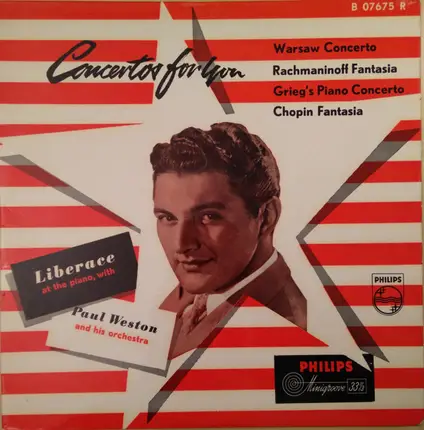 B 07675 R
Concertos for You
Warsaw Concerto
Rachmaninoff Fantasia
Grieg's Piano Concerto
Chopin Fantasia
Liberace
at the piano, with
Paul Weston
and his orchestra
PHILIPS
PHILIPS
Minigroove 33⅓